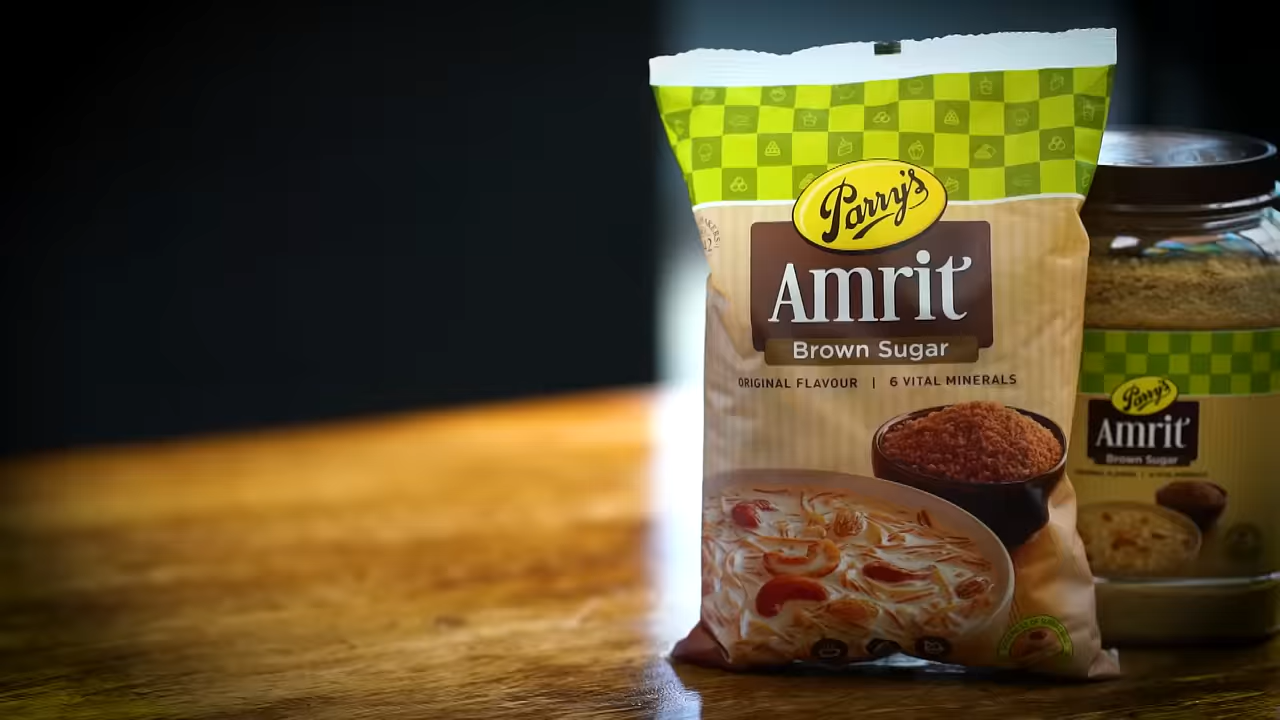 Parry's
Amrit
Brown Sugar
ORIGINAL FLAVOUR | 6 VITAL MINERALS
Parry's
Amrit
Brown Sugar